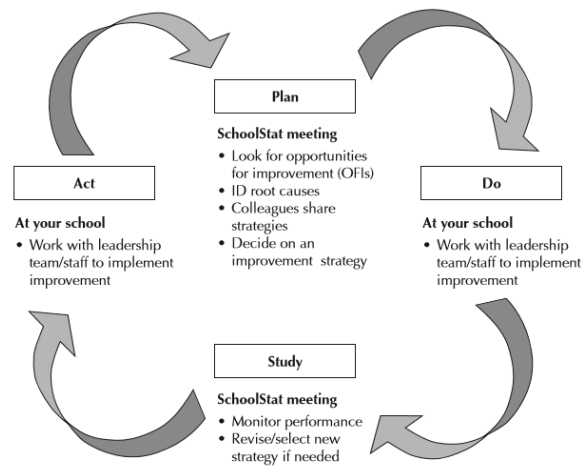 Plan
SchoolStat meeting
• Look for opportunities
for improvement (OFIs)
• ID root causes
• Colleagues share
strategies
• Decide on an
improvement strategy
Act
At your school
• Work with leadership
team/staff to implement
improvement
Do
At your school
• Work with leadership
team/staff to implement
improvement
Study
SchoolStat meeting
• Monitor performance
• Revise/select new
strategy if needed